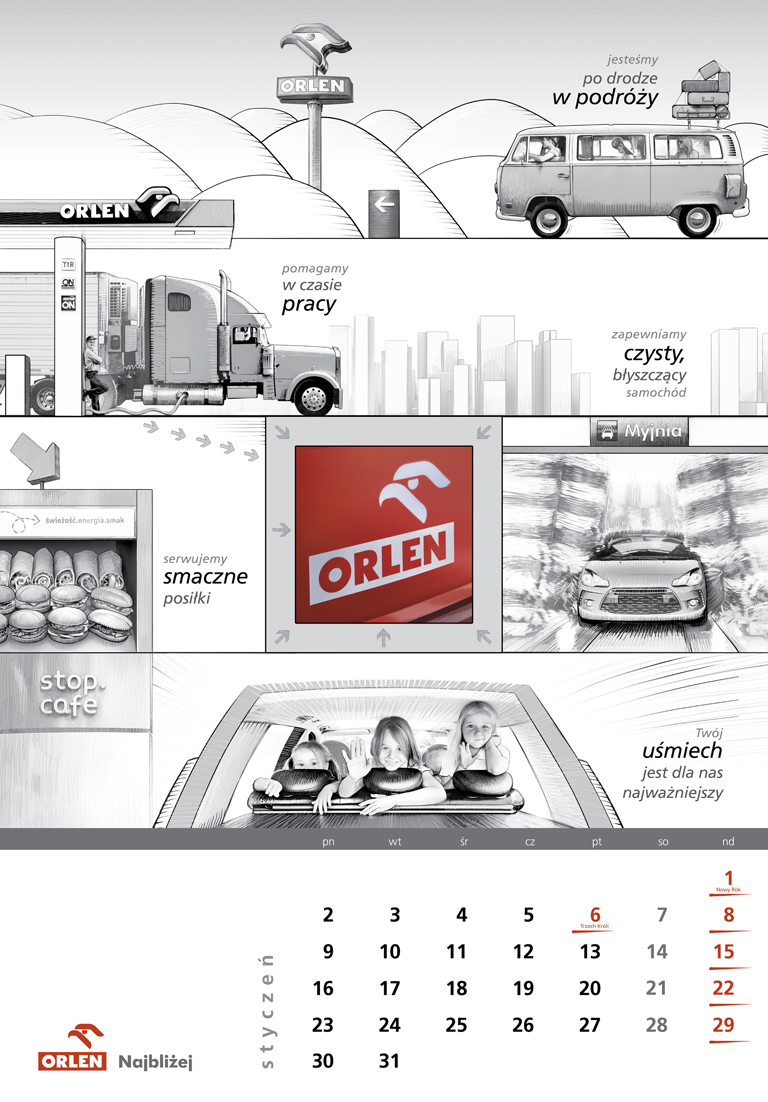 jesteśmy
po drodze
w podróży
ORLEN
ORLEN
TIR
ON
ON
pomagamy
w czasie
pracy
zapewniamy
czysty,
błyszczący
samochód
Myjnia
świeżość.energia.smak
serwujemy
smaczne
posiłki
ORLEN
stop.
cafe
Twój
uśmiech
jest dla nas
najważniejszy
pn wt śr cz pt so nd
styczeń
1
Nowy Rok
2 3 4 5 6 7 8
Trzech Króli
9 10 11 12 13 14 15
16 17 18 19 20 21 22
23 24 25 26 27 28 29
30 31
ORLEN Najbliżej